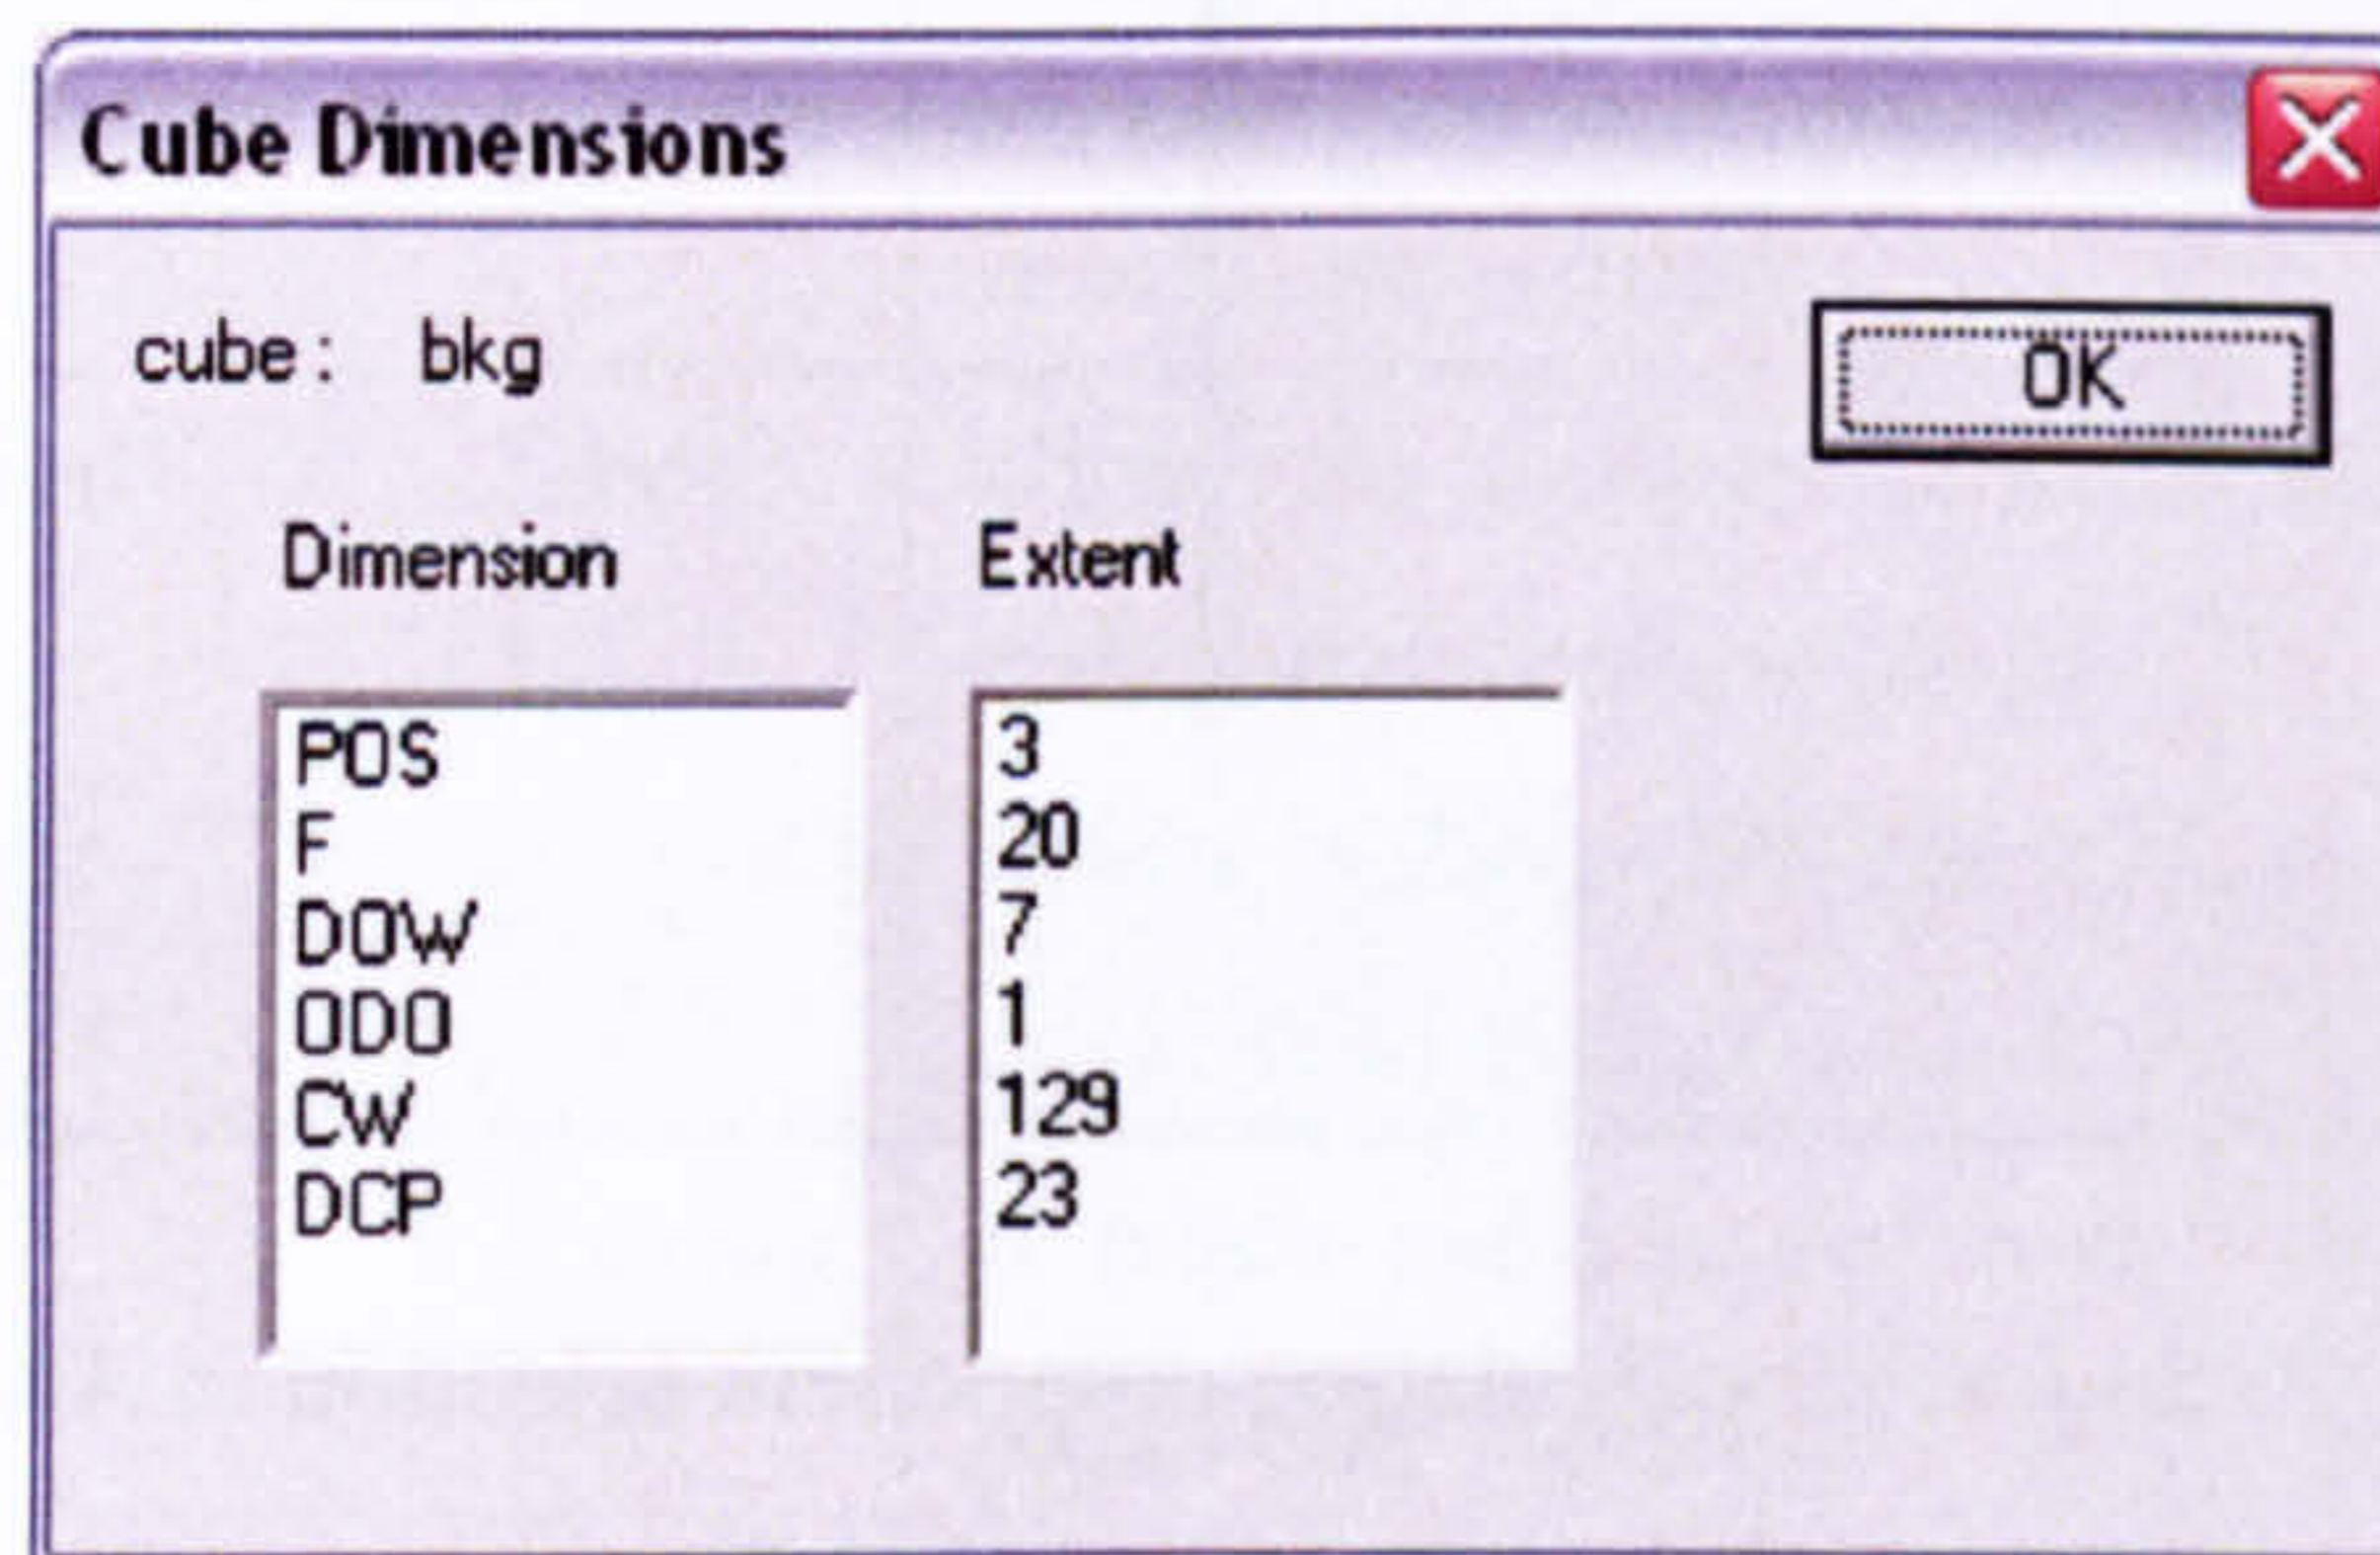 Cube Dimensions
cube: bkg
OK
Dimension Extent
POS 3
F 20
DOW 7
ODO 1
CW 129
DCP 23